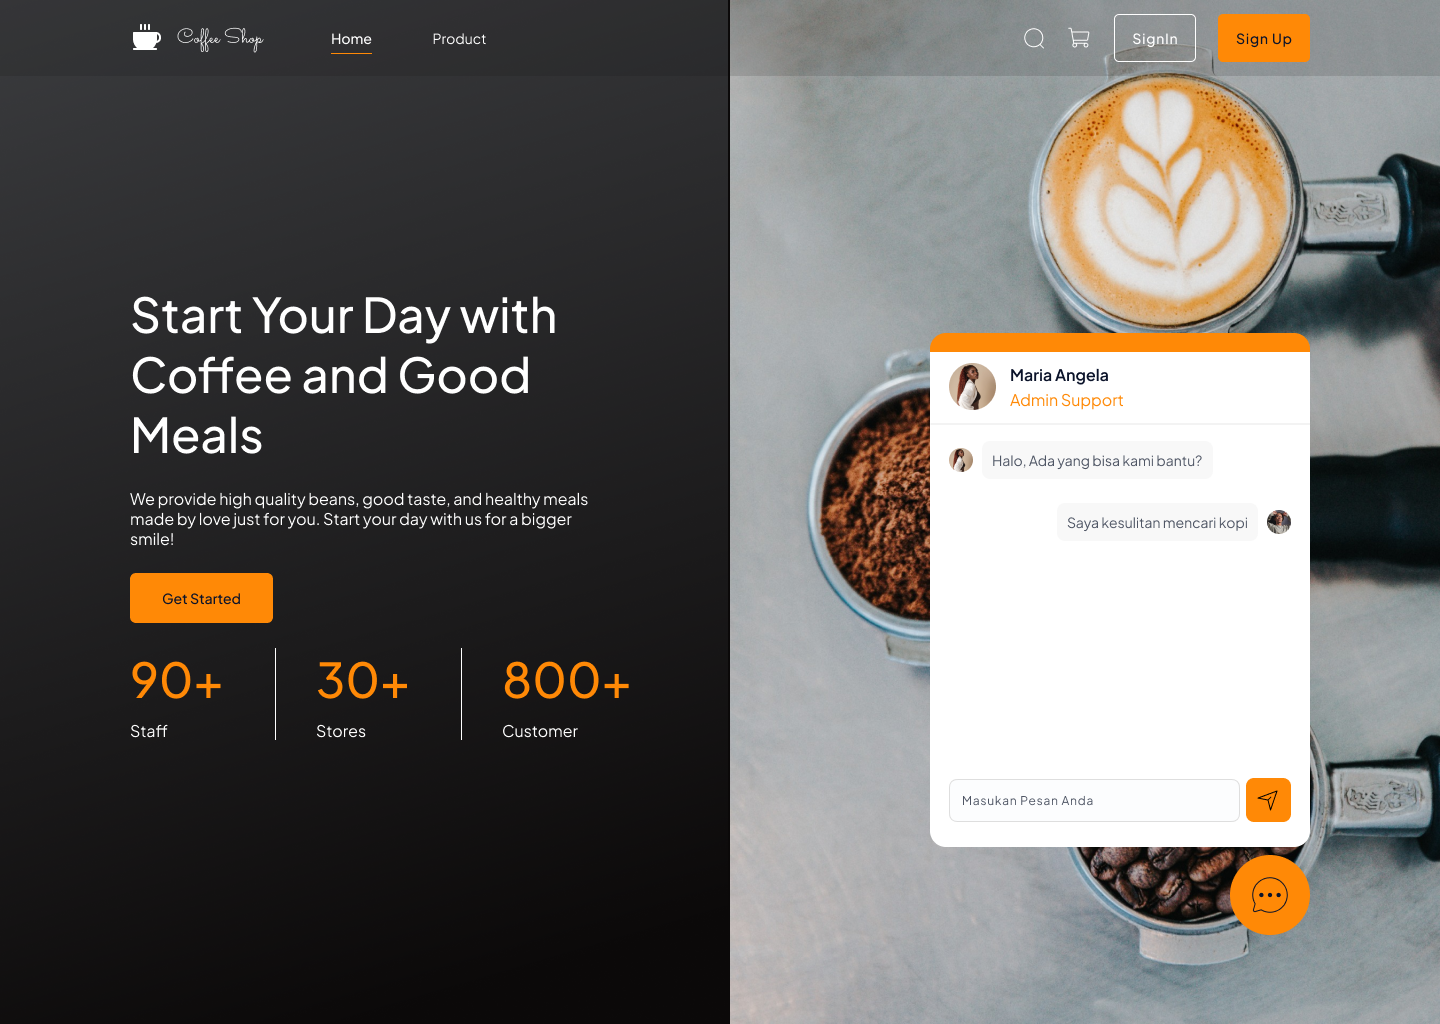 Coffee Shop
Home
Product
SignIn
Sign Up
Start Your Day with
Coffee and Good
Meals
We provide high quality beans, good taste, and healthy meals
made by love just for you. Start your day with us for a bigger
smile!
Get Started
90+
30+
800+
Staff
Stores
Customer
Maria Angela
Admin Support
Halo, Ada yang bisa kami bantu?
Saya kesulitan mencari kopi
Masukan Pesan Anda